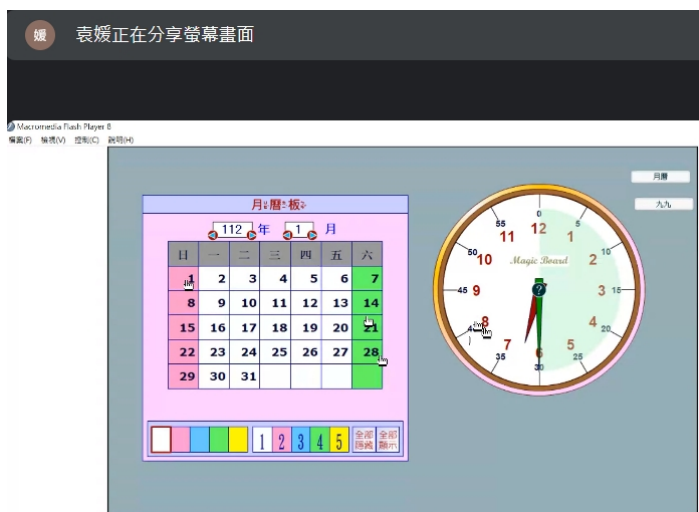 媛 袁媛正在分享螢幕畫面
Macromedia Flash Player 8
檔案(F) 檢視(V) 控制(C) 說明(H)
月曆
九九
月曆板
112 年 1 月
日 一 二 三 四 五 六
1 2 3 4 5 6 7
8 9 10 11 12 13 14
15 16 17 18 19 20 21
22 23 24 25 26 27 28
29 30 31
1 2 3 4 5 全部隱藏 全部顯示
0 5 10 15 20 25 30 35 45 50 55
12 1 2 3 4 5 6 7 8 9 10 11
Magic Board
?